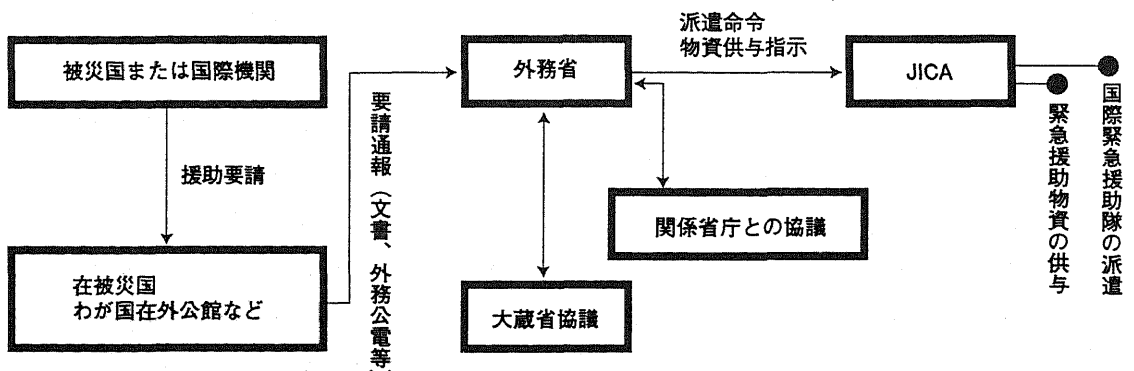 被災国または国際機関
援助要請
在被災国
わが国在外公館など
要請通報（文書、外務公電等
外務省
派遣命令
物資供与指示
JICA
関係省庁との協議
大蔵省協議
緊急援助物資の供与
国際緊急援助隊の派遣